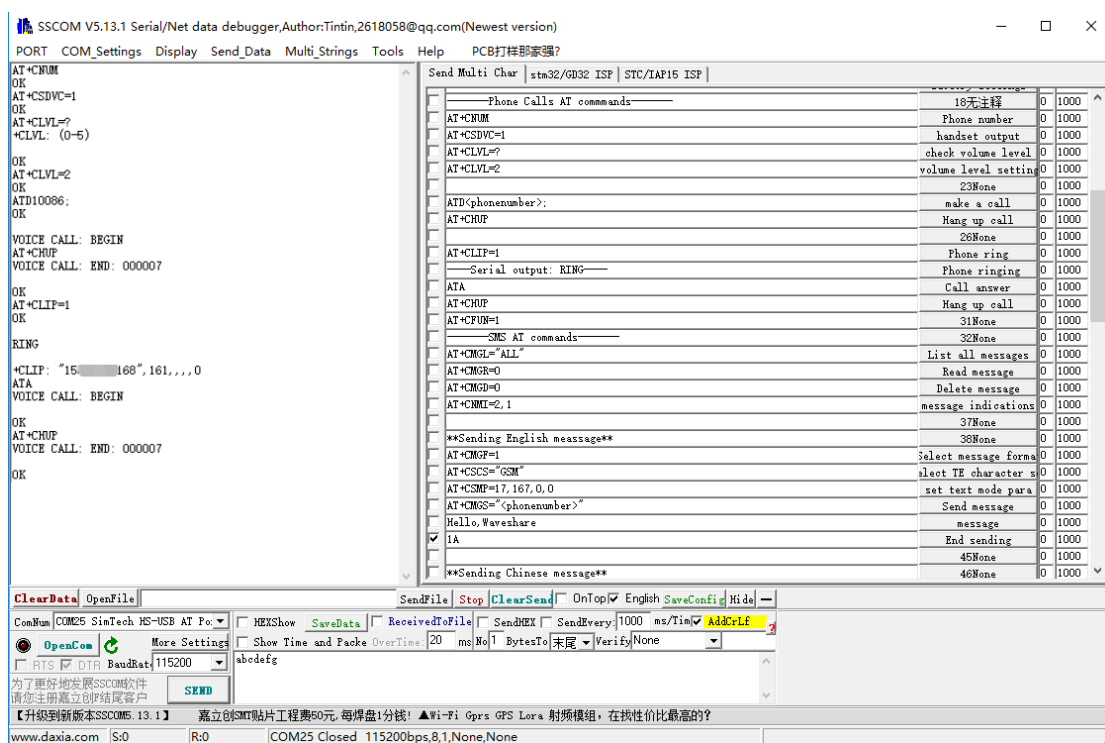 SSCOM V5.13.1 Serial/Net data debugger,Author:Tintin,2618058@qq.com(Newest version)
PORT COM_Settings Display Send_Data Multi_Strings Tools Help PCB打样那家强?
AT+CNUM
OK
AT+CSDVC=1
OK
AT+CLVL=?
+CLVL: (0-5)
OK
AT+CLVL=2
OK
ATD10086;
OK
VOICE CALL: BEGIN
AT+CHUP
VOICE CALL: END: 000007
OK
AT+CLIP=1
OK
RING
+CLIP: "15 168",161,,,,0
ATA
VOICE CALL: BEGIN
OK
AT+CHUP
VOICE CALL: END: 000007
OK
Send Multi Char stm32/GD32 ISP STC/IAP15 ISP
———Phone Calls AT commmands——— 18无注释 0 1000
AT+CNUM Phone number 0 1000
AT+CSDVC=1 handset output 0 1000
AT+CLVL=? check volume level 0 1000
AT+CLVL=2 volume level setting 0 1000
23None 0 1000
ATD<phonenumber>; make a call 0 1000
AT+CHUP Hang up call 0 1000
26None 0 1000
AT+CLIP=1 Phone ring 0 1000
——Serial output: RING—— Phone ringing 0 1000
ATA Call answer 0 1000
AT+CHUP Hang up call 0 1000
AT+CFUN=1 31None 0 1000
———SMS AT commands——— 32None 0 1000
AT+CMGL="ALL" List all messages 0 1000
AT+CMGR=0 Read message 0 1000
AT+CMGD=0 Delete message 0 1000
AT+CNMI=2,1 message indications 0 1000
37None 0 1000
**Sending English meassage** 38None 0 1000
AT+CMGF=1 Select message forma 0 1000
AT+CSCS="GSM" elect TE character s 0 1000
AT+CSMP=17,167,0,0 set text mode para 0 1000
AT+CMGS="<phonenumber>" Send message 0 1000
Hello,Waveshare message 0 1000
1A End sending 0 1000
45None 0 1000
**Sending Chinese message** 46None 0 1000
ClearData OpenFile SendFile Stop ClearSend OnTop English SaveConfig Hide —
ComNum COM25 SimTech HS-USB AT Po: HEXShow SaveData ReceivedToFile SendHEX SendEvery: 1000 ms/Tim AddCrLf
OpenCom More Settings Show Time and Packe OverTime: 20 ms No 1 BytesTo 末尾 Verify None ?
RTS DTR BaudRat: 115200 abcdefg
为了更好地发展SSCOM软件
请您注册嘉立创F结尾客户 SEND
【升级到新版本SSCOM5.13.1】 嘉立创SMT贴片工程费50元,每焊盘1分钱! ▲Wi-Fi Gprs GPS Lora 射频模组，在找性价比最高的?
www.daxia.com S:0 R:0 COM25 Closed 115200bps,8,1,None,None